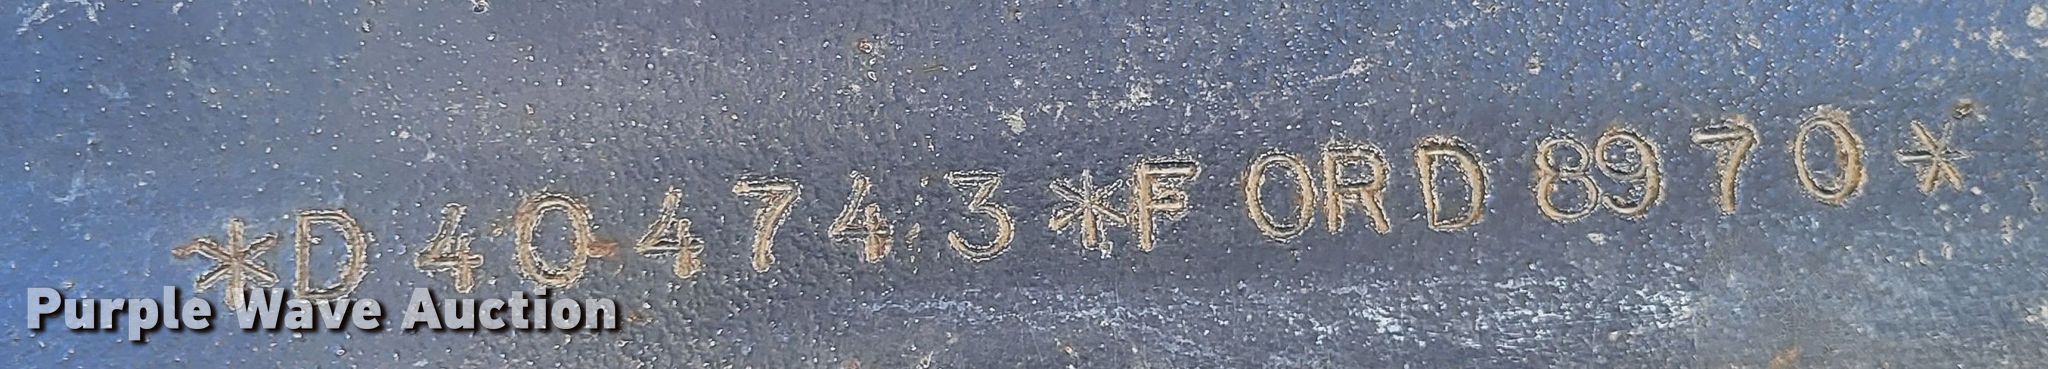 *D404743*FORD8970*
Purple Wave Auction